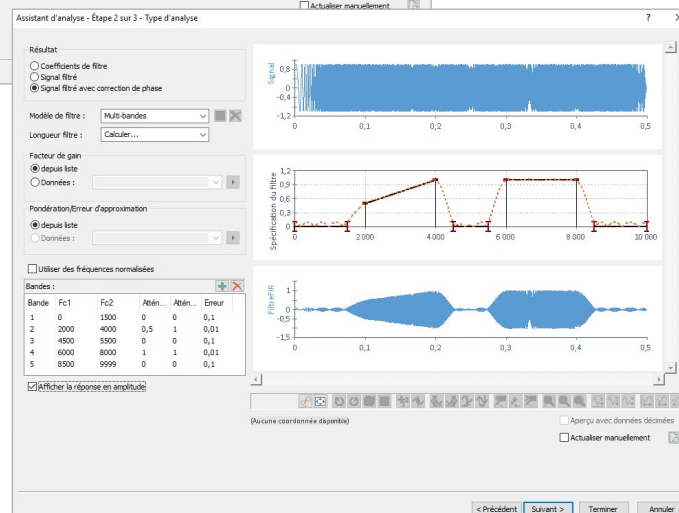 Actualiser manuellement
Assistant d'analyse - Étape 2 sur 3 - Type d'analyse
?
Résultat
Coefficients de filtre
Signal filtré
Signal filtré avec correction de phase
Modèle de filtre :
Multi-bandes
Longueur filtre :
Calculer...
Facteur de gain
depuis liste
Données :
Pondération/Erreur d'approximation
depuis liste
Données :
Utiliser des fréquences normalisées
Bandes :
Bande Fc1 Fc2 Attén... Attén... Erreur
1 0 1500 0 0 0,1
2 2000 4000 0,5 1 0,01
3 4500 5500 0 0 0,1
4 6000 8000 1 1 0,01
5 8500 9999 0 0 0,1
Afficher la réponse en amplitude
Signal
0,8
0
-0,4
-1,2
0 0,1 0,2 0,3 0,4 0,5
Spécification du filtre
1,2
0,9
0,6
0,3
0
0 2 000 4 000 6 000 8 000 10 000
FiltreFIR
1
0
-0,5
-1,5
0 0,1 0,2 0,3 0,4 0,5
(Aucune coordonnée disponible)
Aperçu avec données décimées
Actualiser manuellement
< Précédent Suivant > Terminer Annuler